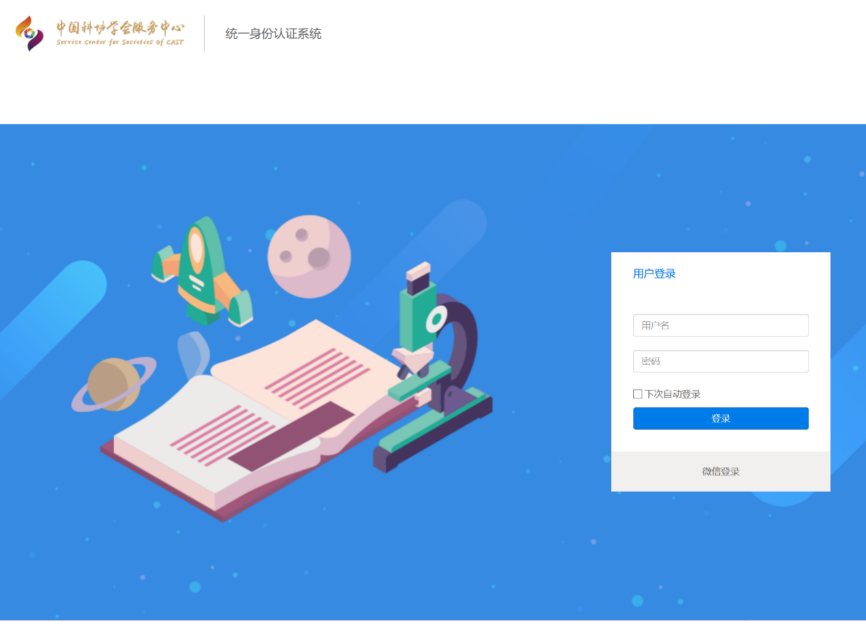 中国科协学会服务中心
Service Center for Societies of CAST
统一身份认证系统
用户登录
用户名
密码
下次自动登录
登录
微信登录